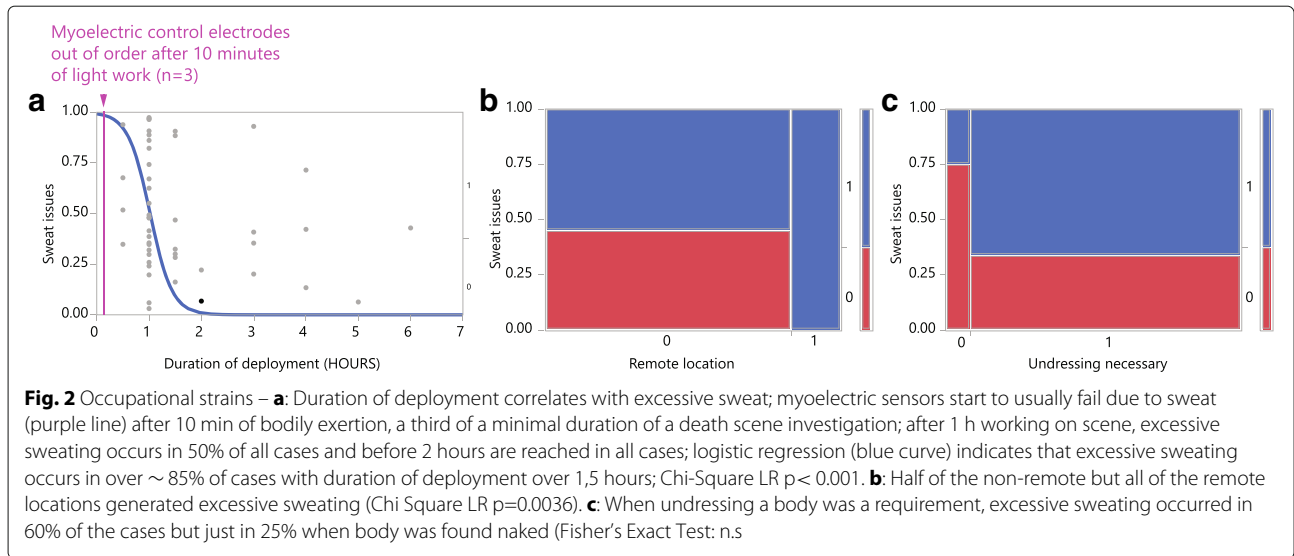 Myoelectric control electrodes
out of order after 10 minutes
of light work (n=3)
a
1.00
0.75
0.50
0.25
0.00
Sweat issues
1
0
0 1 2 3 4 5 6 7
Duration of deployment (HOURS)
b
1.00
0.75
0.50
0.25
0.00
Sweat issues
1
0
0 1
Remote location
c
1.00
0.75
0.50
0.25
0.00
Sweat issues
1
0
0 1
Undressing necessary
Fig. 2 Occupational strains – a: Duration of deployment correlates with excessive sweat; myoelectric sensors start to usually fail due to sweat
(purple line) after 10 min of bodily exertion, a third of a minimal duration of a death scene investigation; after 1 h working on scene, excessive
sweating occurs in 50% of all cases and before 2 hours are reached in all cases; logistic regression (blue curve) indicates that excessive sweating
occurs in over ∼ 85% of cases with duration of deployment over 1,5 hours; Chi-Square LR p< 0.001. b: Half of the non-remote but all of the remote
locations generated excessive sweating (Chi Square LR p=0.0036). c: When undressing a body was a requirement, excessive sweating occurred in
60% of the cases but just in 25% when body was found naked (Fisher's Exact Test: n.s